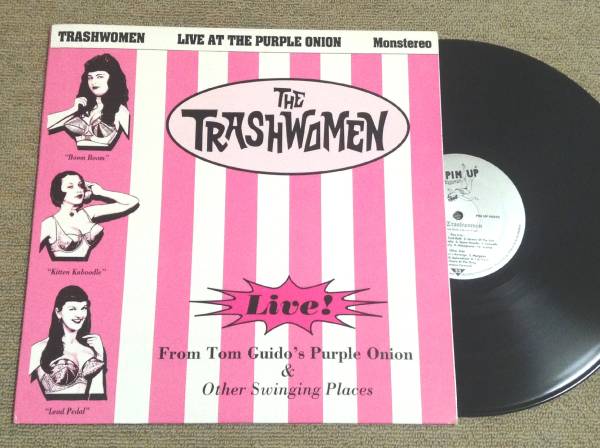 TRASHWOMEN LIVE AT THE PURPLE ONION Monstereo
THE
TRASHWOMEN
"Boom Boom"
"Kitten Kaboodle"
"Lead Pedal"
Live!
From Tom Guido's Purple Onion
&
Other Swinging Places
PIN UP
Trashwomen